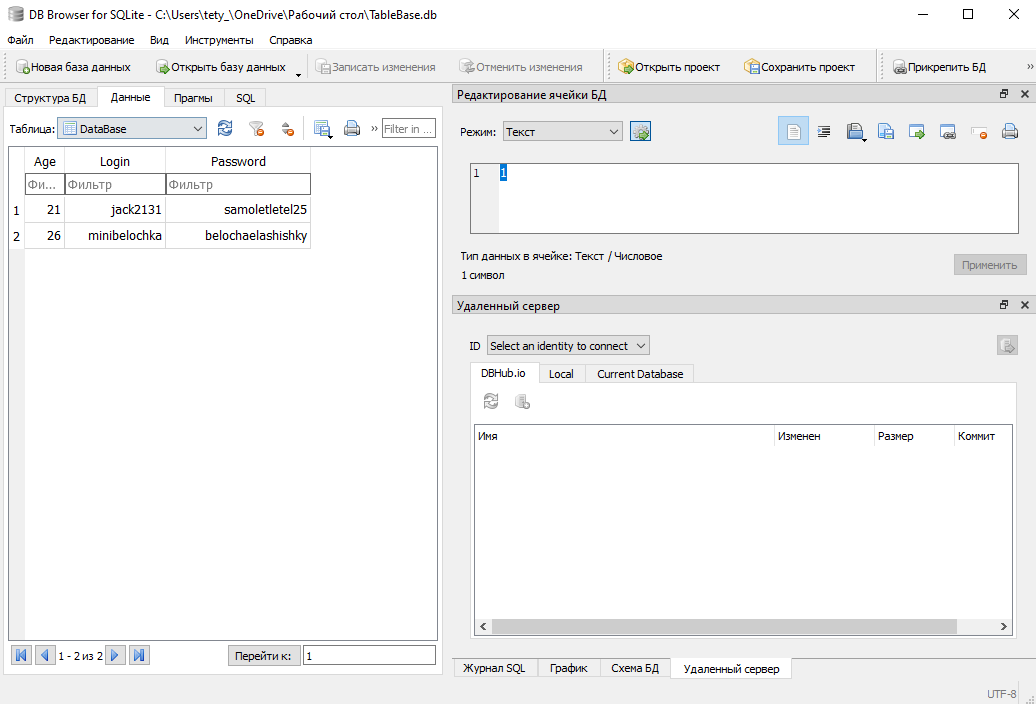 DB Browser for SQLite - C:\Users\tety_\OneDrive\Рабочий стол\TableBase.db
Файл Редактирование Вид Инструменты Справка
Новая база данных Открыть базу данных Записать изменения Отменить изменения Открыть проект Сохранить проект Прикрепить БД »
Структура БД Данные Прагмы SQL
Таблица: DataBase » Filter in ...
Age Login Password
Фи... Фильтр Фильтр
1 21 jack2131 samoletletel25
2 26 minibelochka belochaelashishky
1 - 2 из 2 Перейти к: 1
Редактирование ячейки БД
Режим: Текст
1 1
Тип данных в ячейке: Текст / Числовое
1 символ
Применить
Удаленный сервер
ID Select an identity to connect
DBHub.io Local Current Database
Имя Изменен Размер Коммит
Журнал SQL График Схема БД Удаленный сервер
UTF-8